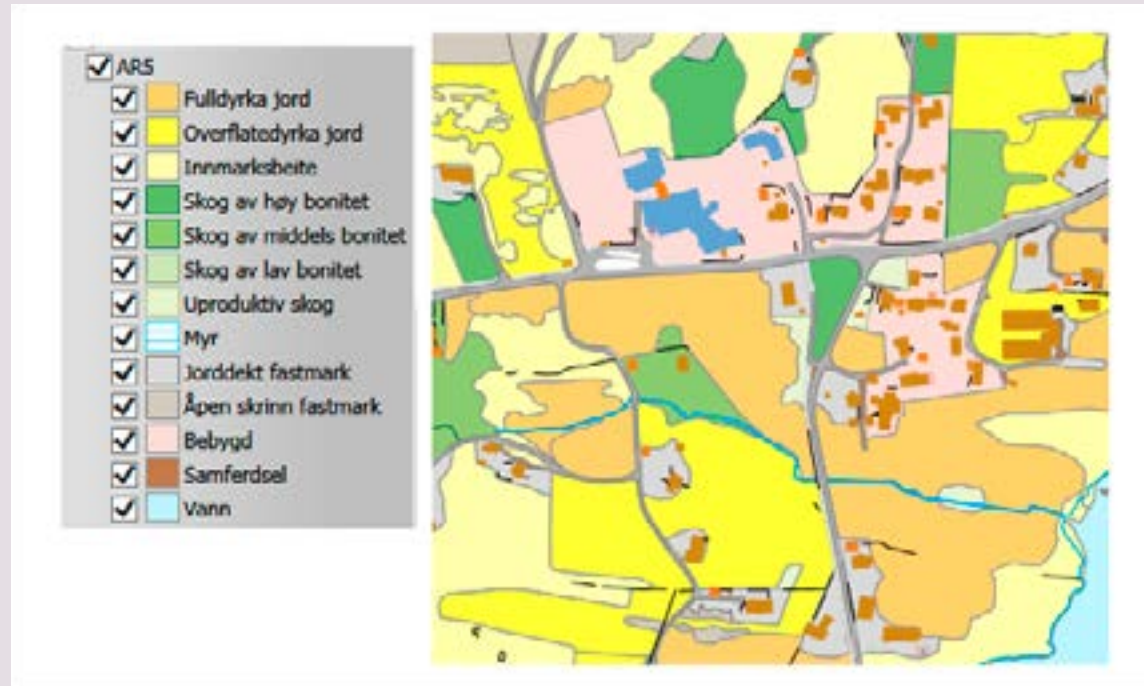 AR5
Fulldyrka jord
Overflatedyrka jord
Innmarksbeite
Skog av høy bonitet
Skog av middels bonitet
Skog av lav bonitet
Uproduktiv skog
Myr
Jorddekt fastmark
Åpen skrinn fastmark
Bebygd
Samferdsel
Vann